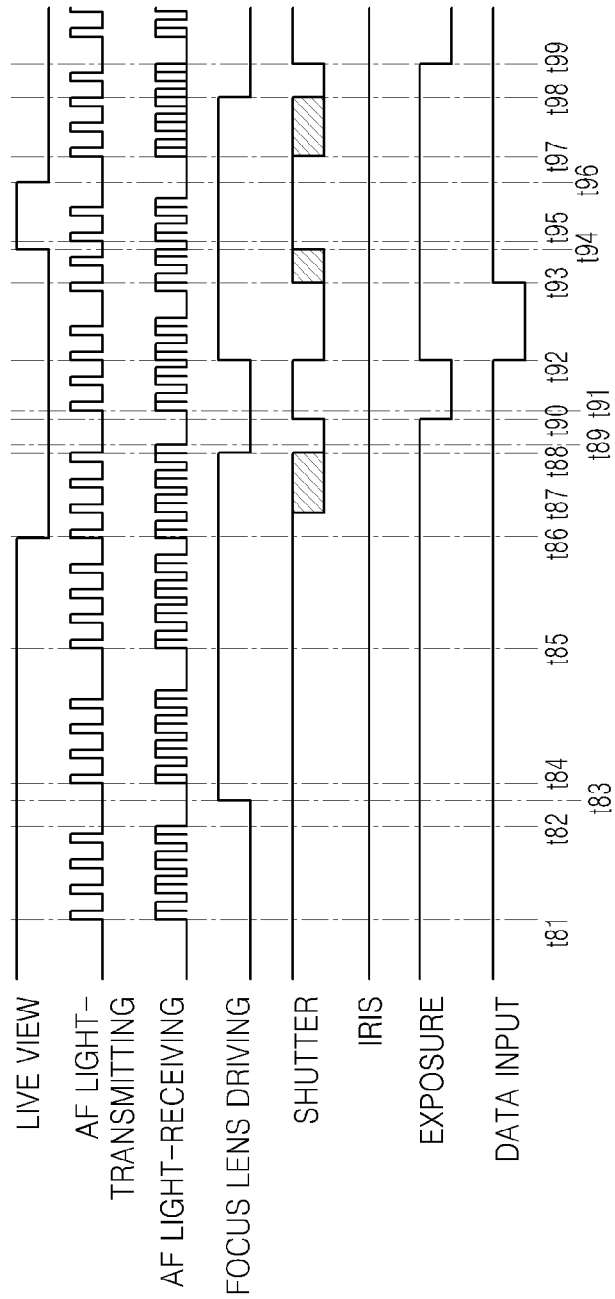 LIVE VIEW
AF LIGHT-
TRANSMITTING
AF LIGHT-RECEIVING
FOCUS LENS DRIVING
SHUTTER
IRIS
EXPOSURE
DATA INPUT
t81
t82
t83
t84
t85
t86
t87
t88
t89
t90
t91
t92
t93
t94
t95
t96
t97
t98
t99